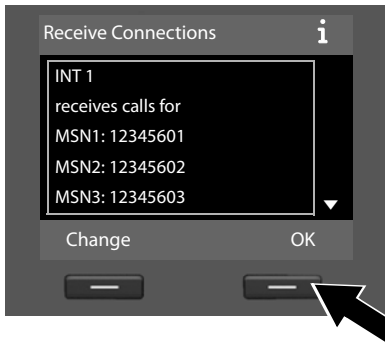 Receive Connections i
INT 1
receives calls for
MSN1: 12345601
MSN2: 12345602
MSN3: 12345603
Change OK